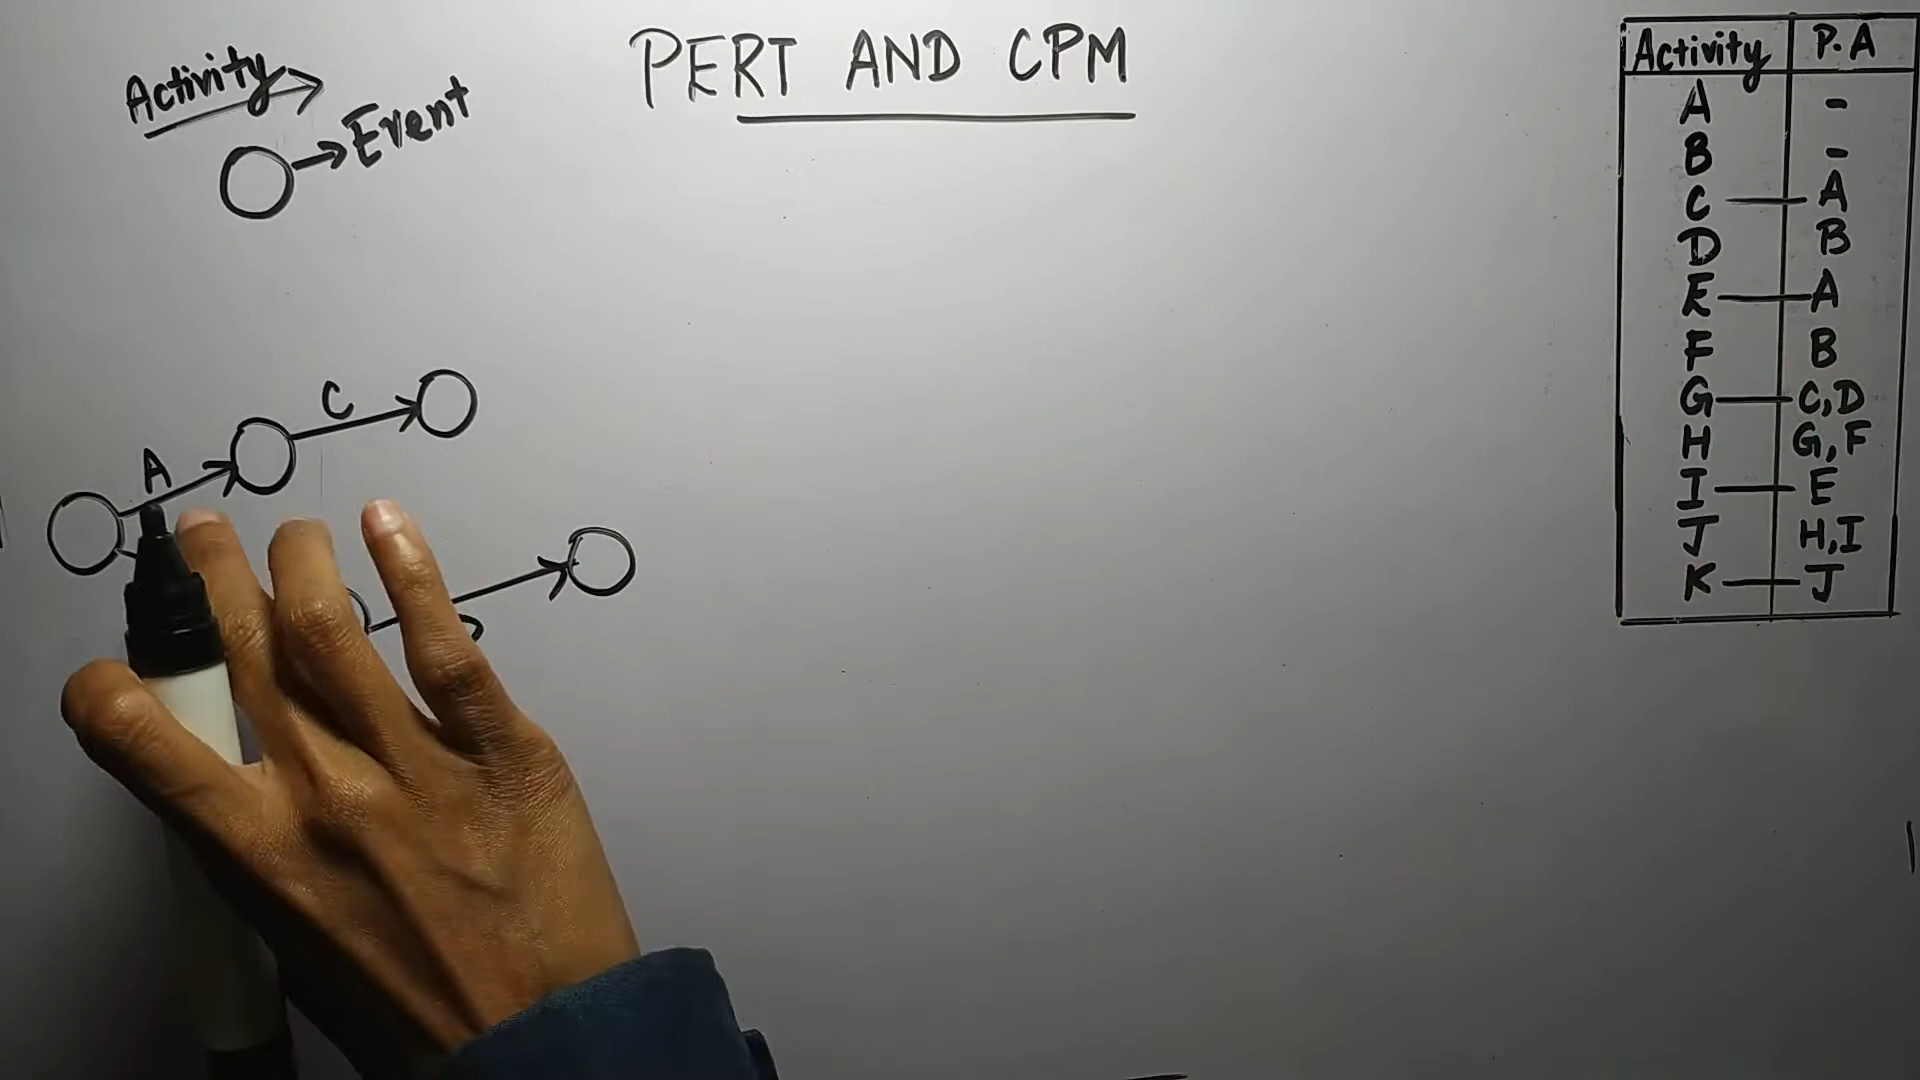 PERT AND CPM
Activity
Event
A
C
D
Activity P.A
A -
B -
C A
D B
E A
F B
G C,D
H G,F
I E
J H,I
K J